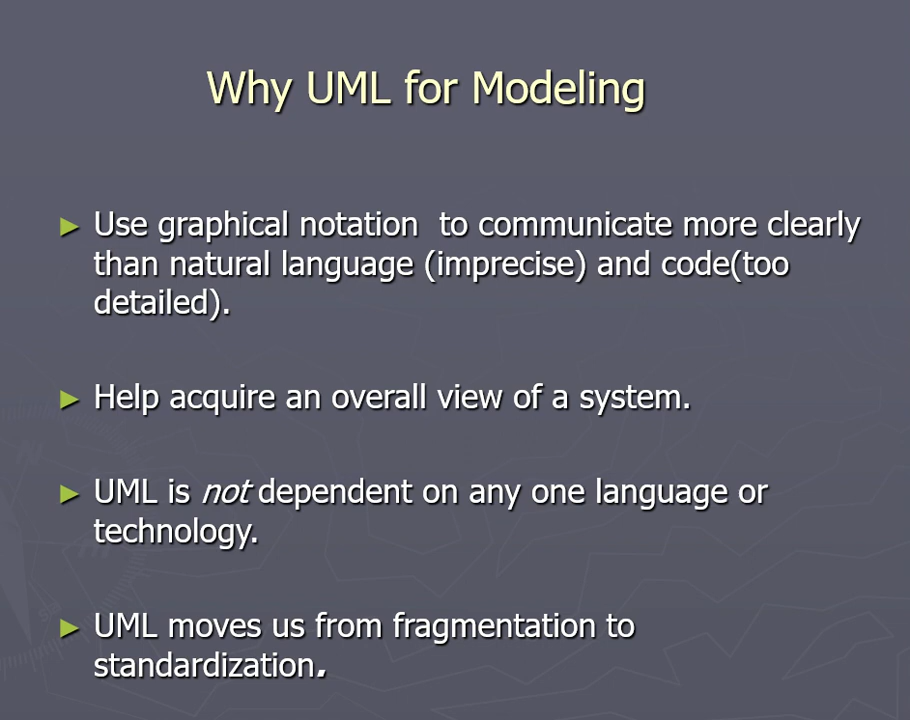 Why UML for Modeling
► Use graphical notation  to communicate more clearly
than natural language (imprecise) and code(too
detailed).
► Help acquire an overall view of a system.
► UML is not dependent on any one language or
technology.
► UML moves us from fragmentation to
standardization.